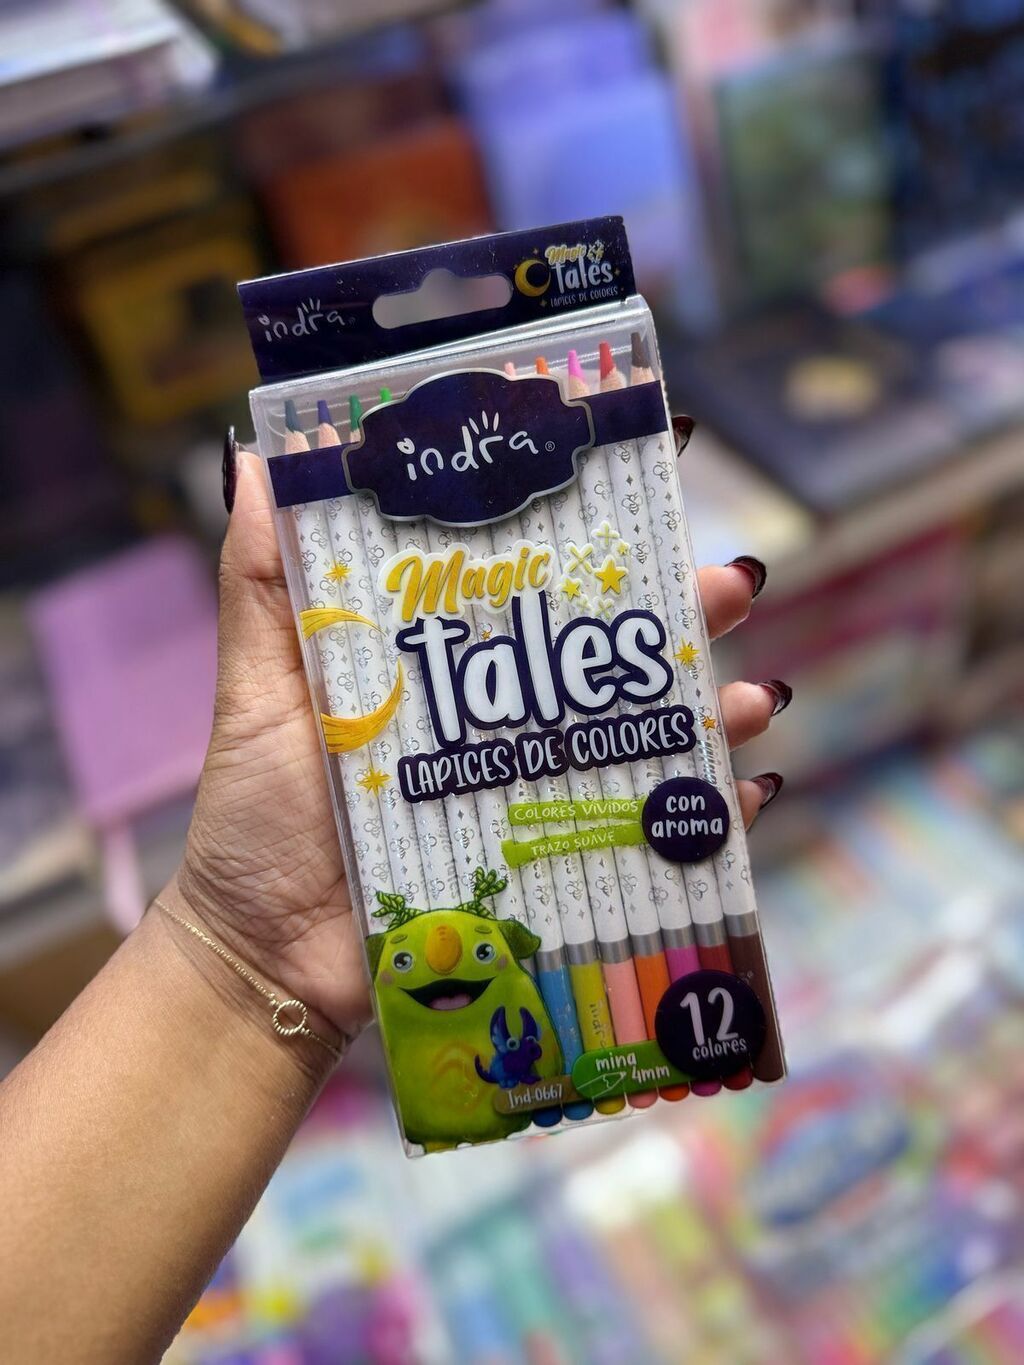 indra®
Magic
tales
LAPICES DE COLORES
indra®
Magic
tales
LAPICES DE COLORES
COLORES VIVIDOS
TRAZO SUAVE
con
aroma
12
colores
mina
4mm
Ind-0667
indra